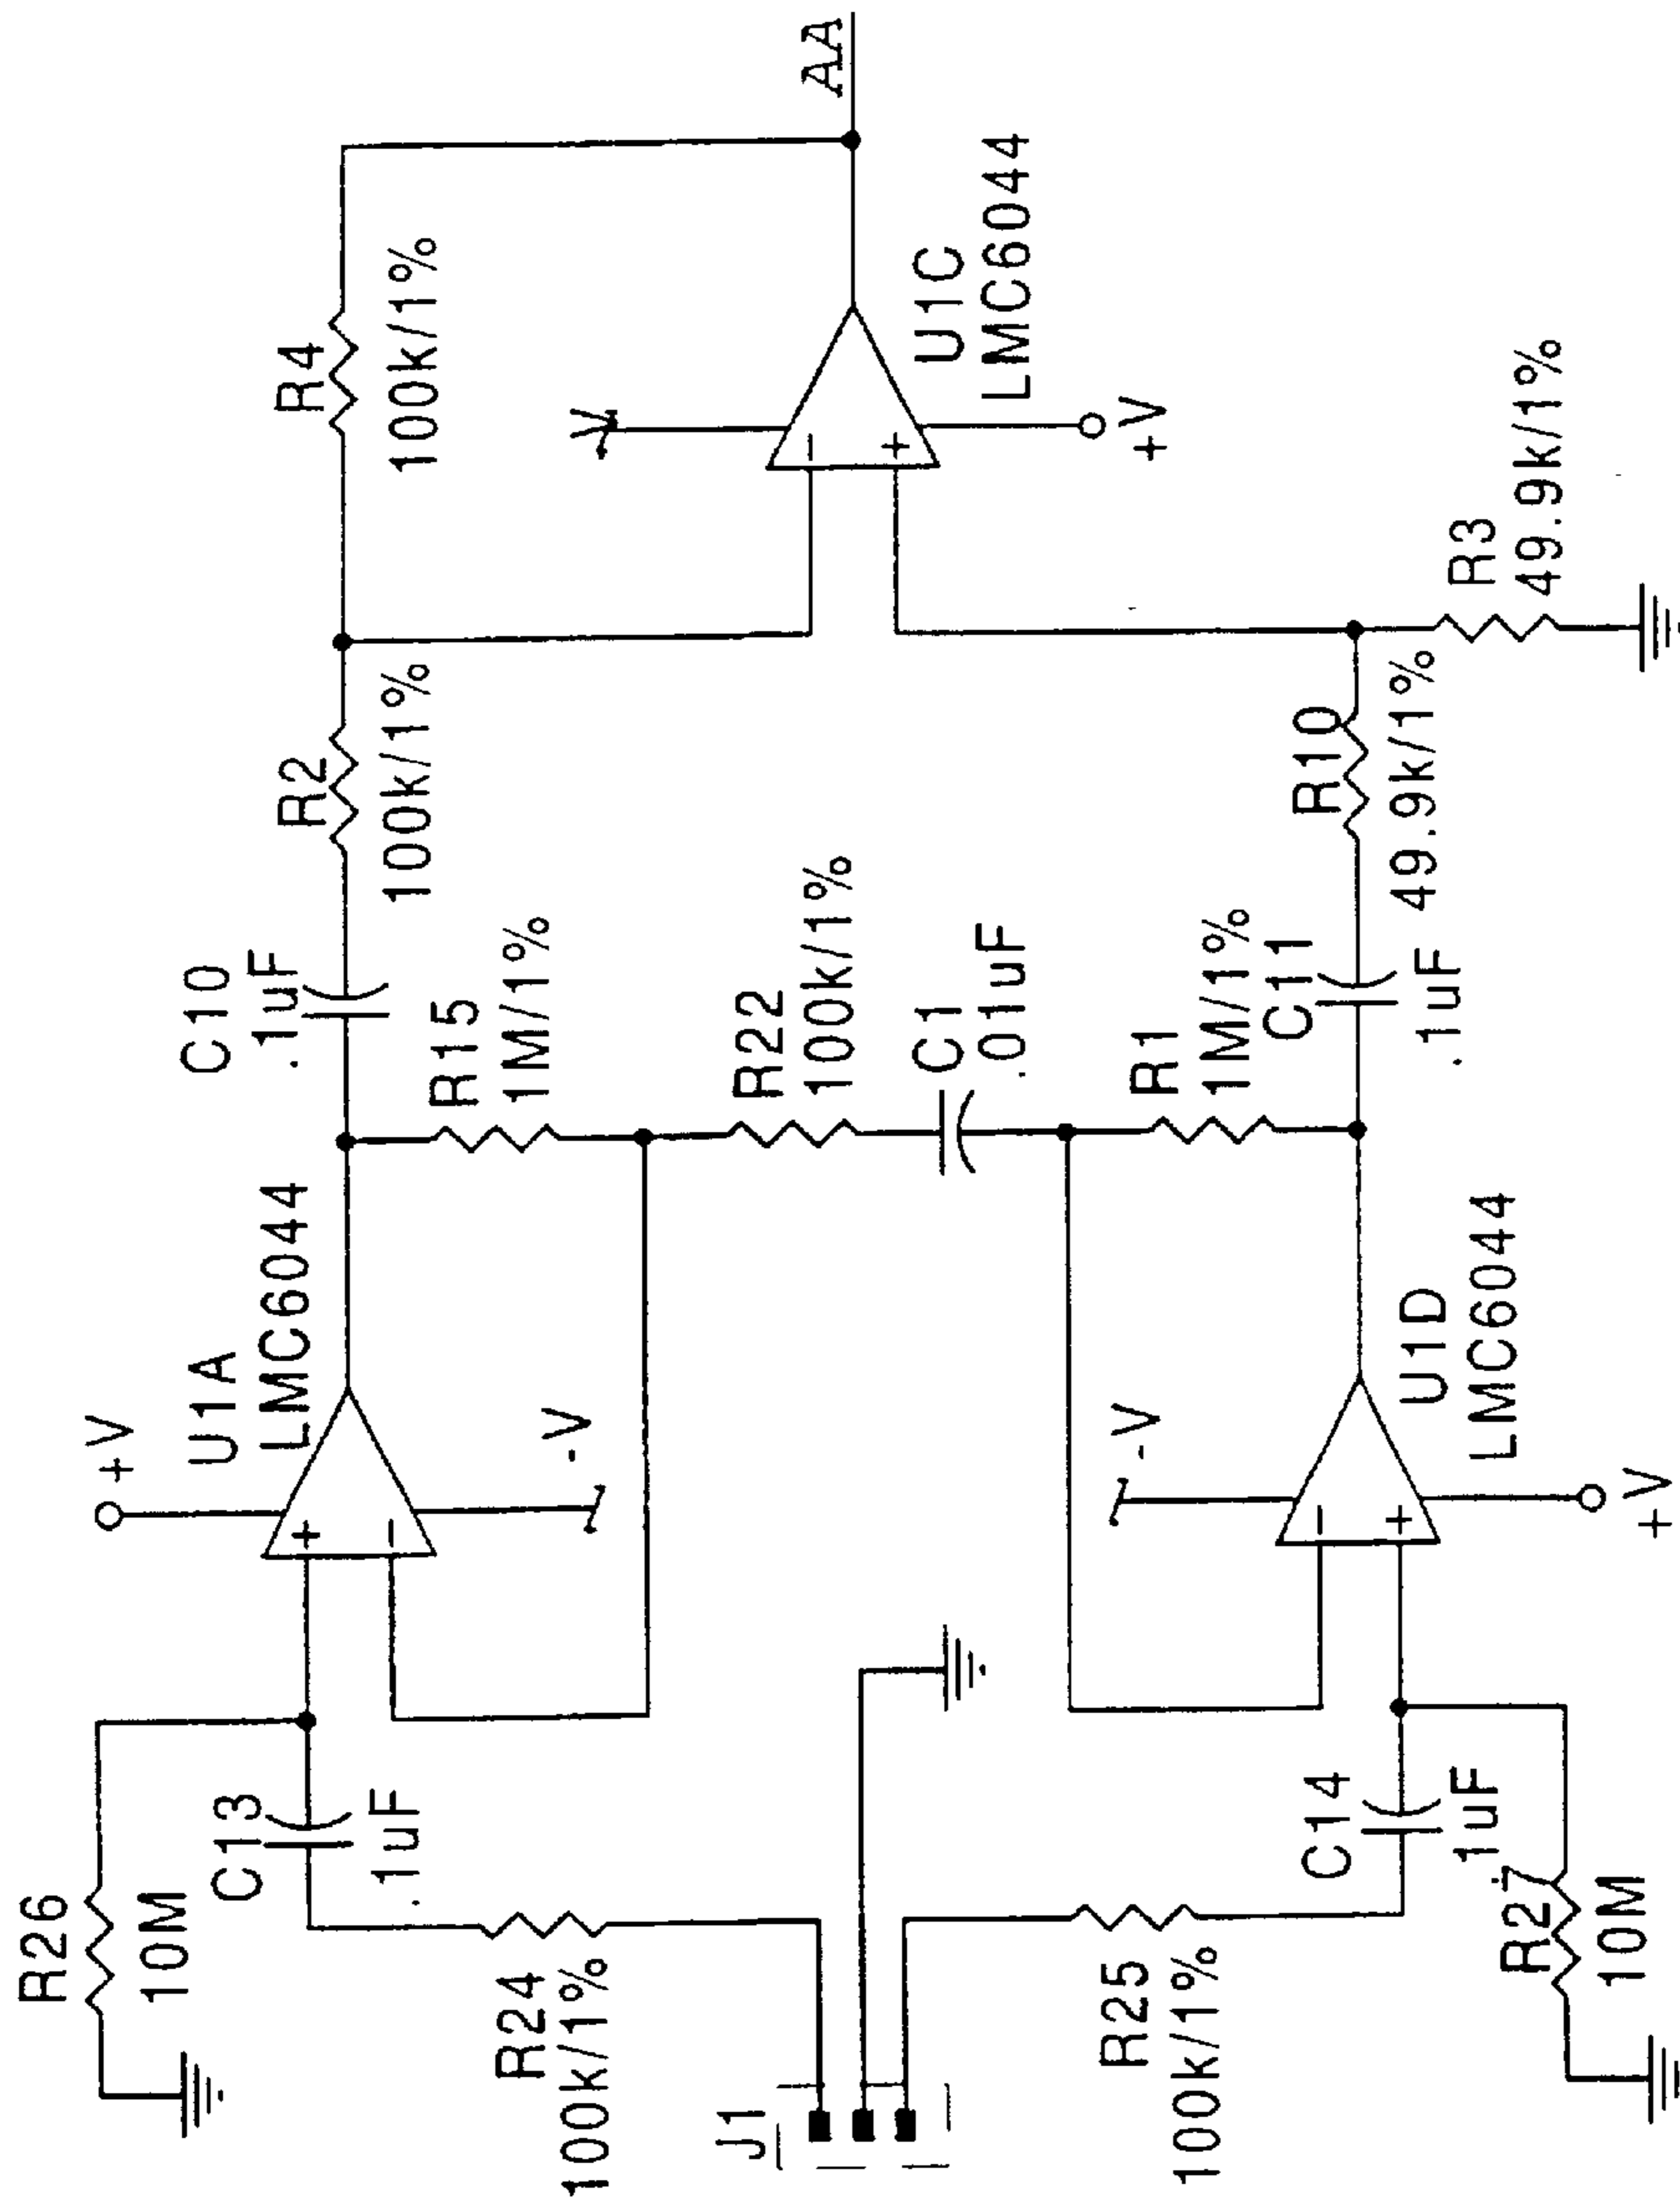 R26
10M
C13
.1uF
R24
100k/1%
J1
R25
100k/1%
C14
.1uF
R27
10M
+V
U1A
LMC6044
-V
-V
U1D
LMC6044
+V
C10
.1uF
R15
1M/1%
R22
100k/1%
C1
.01uF
R1
1M/1%
C11
.1uF
R2
100k/1%
R10
49.9k/1%
R4
100k/1%
-V
+
+
+
U1C
LMC6044
+V
R3
49.9k/1%
AA